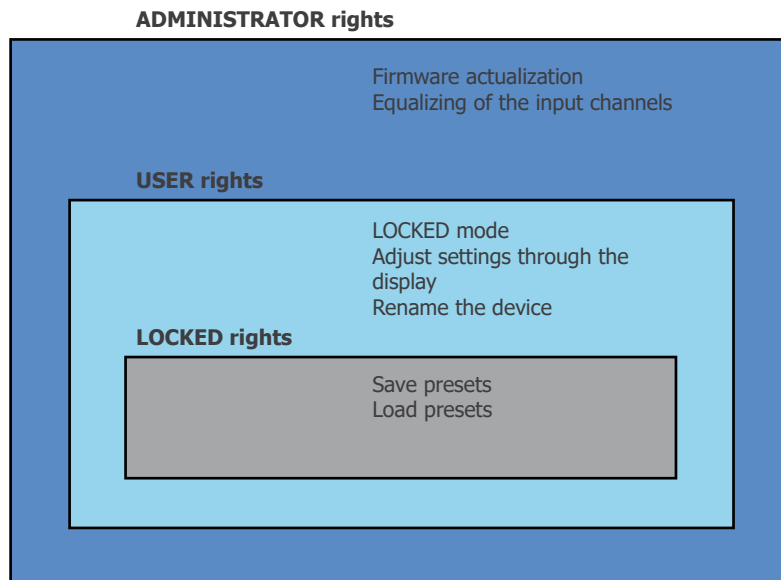 ADMINISTRATOR rights
Firmware actualization
Equalizing of the input channels
USER rights
LOCKED mode
Adjust settings through the
display
Rename the device
LOCKED rights
Save presets
Load presets